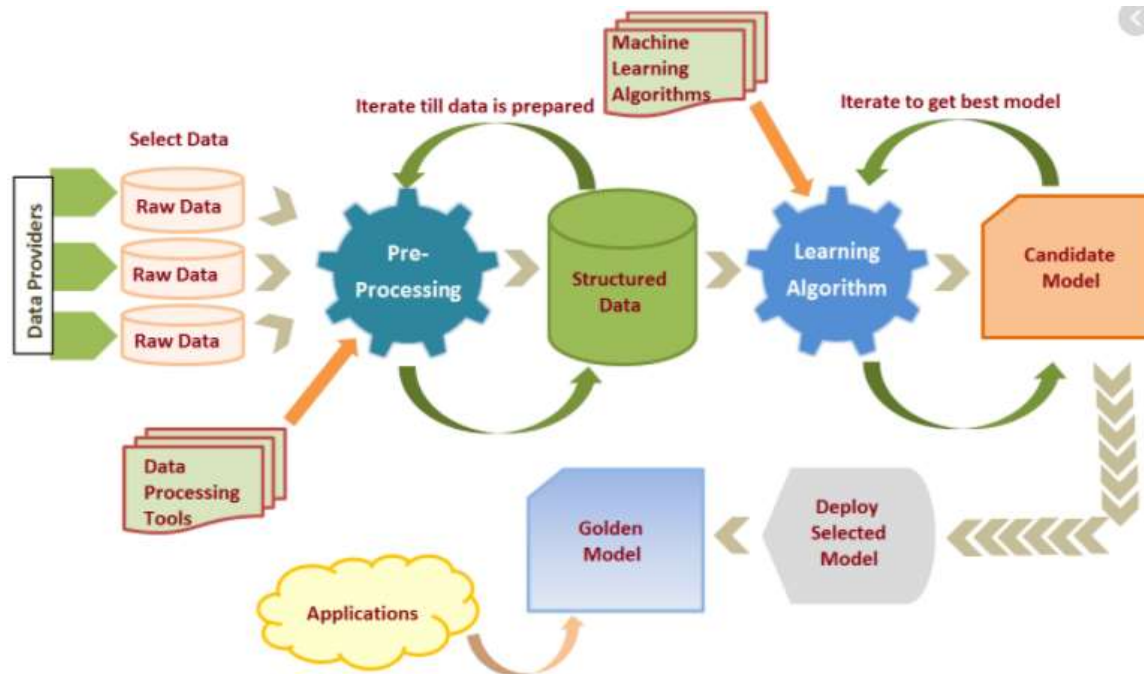 Machine
Learning
Algorithms
Iterate till data is prepared
Iterate to get best model
Select Data
Data Providers
Raw Data
Raw Data
Raw Data
Pre-
Processing
Structured
Data
Learning
Algorithm
Candidate
Model
Data
Processing
Tools
Golden
Model
Deploy
Selected
Model
Applications